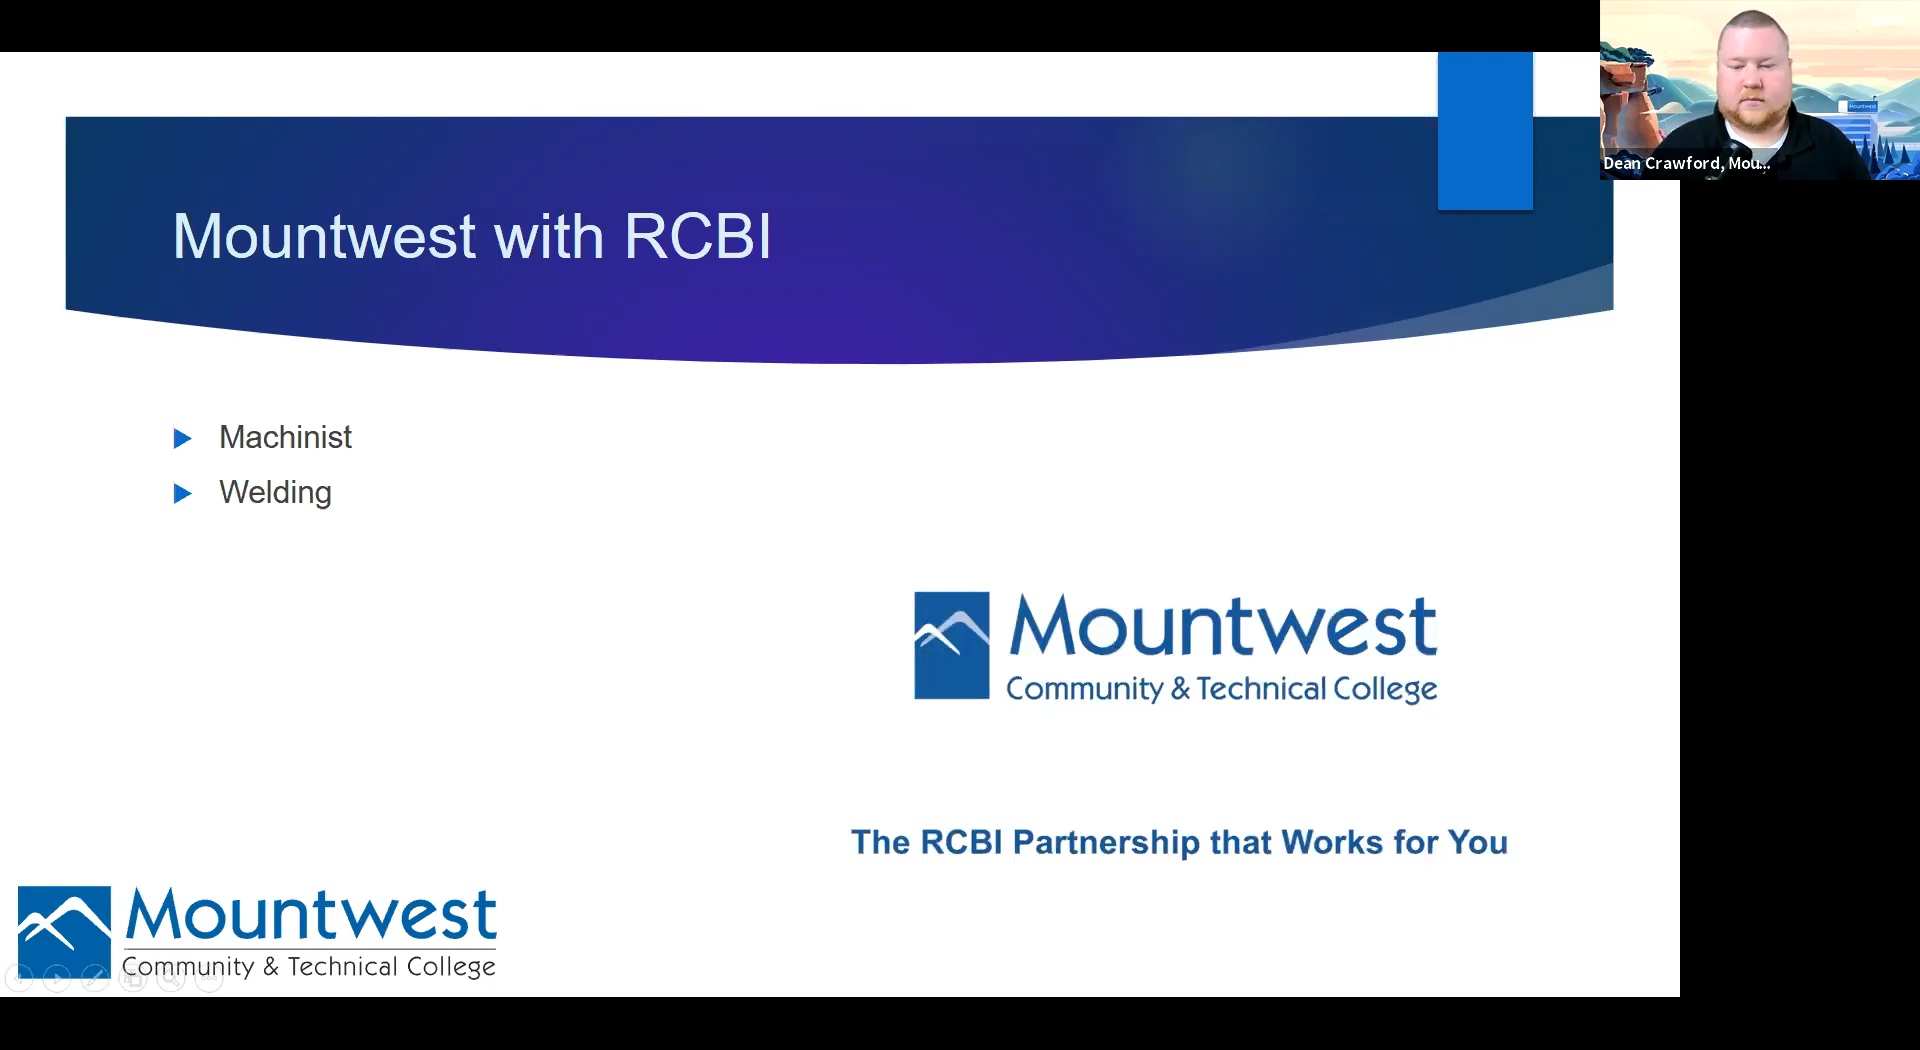 Mountwest with RCBI
Dean Crawford, Mou...
Mountwest
Machinist
Welding
Mountwest
Community & Technical College
The RCBI Partnership that Works for You
Mountwest
Community & Technical College